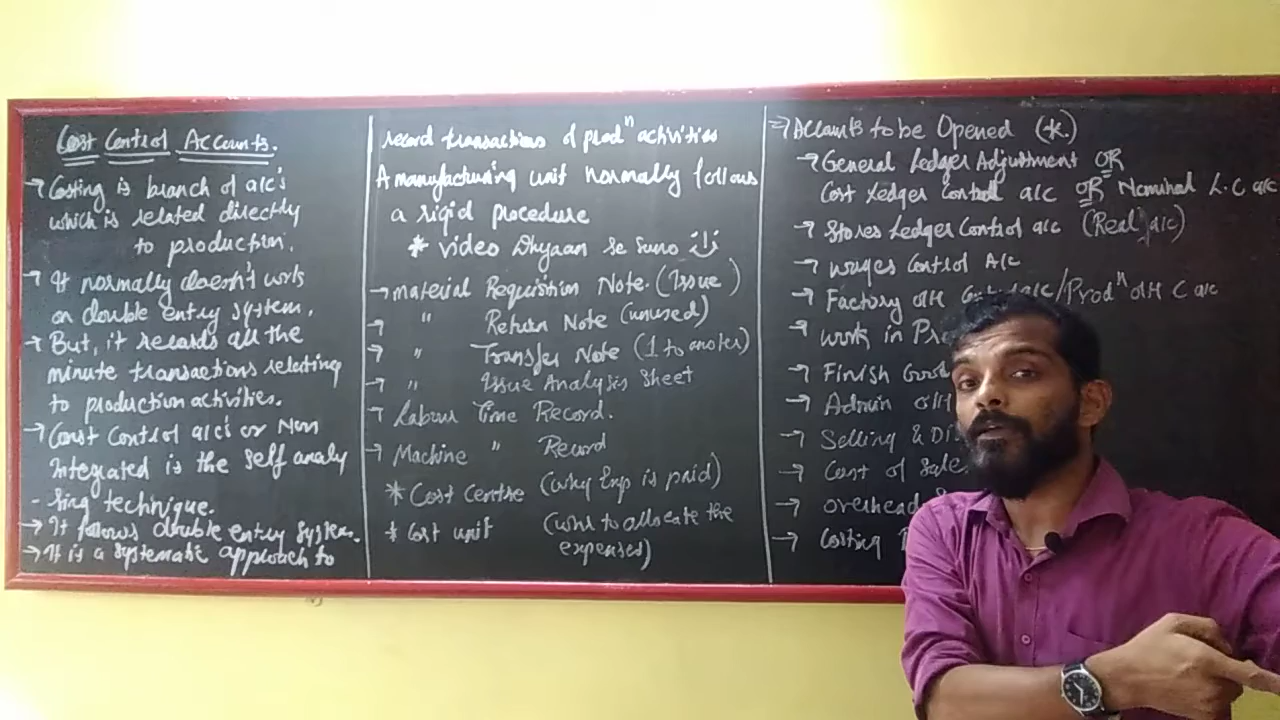 Cost Control Accounts.
→ Costing is branch of a/c's
which is related directly
to production.
→ It normally doesn't work
on double entry system.
→ But, it records all the
minute transactions relating
to production activities.
→ Cost Control a/c's or Non
Integrated is the self analy
- sing technique.
→ It follows double entry system.
→ It is a systematic approach to
record transactions of prodⁿ activities
A manufacturing unit normally follows
a rigid procedure
* video Dhyaan se suno
→ Material Requisition Note. (Issue)
→ " Return Note (unused)
→ " Transfer Note (1 to anoter)
→ " Issue Analysis Sheet
→ Labour Time Record.
→ Machine " Record
* Cost Centre (Why Exp is paid)
* Cost unit (who to allocate the
expenses)
⇒ Accounts to be Opened (*.)
→ General Ledger Adjustment OR
Cost Ledger Control a/c OR Nominal L.C a/c
→ Stores Ledger Control a/c (Real a/c)
→ Wages Control A/c
→ Factory O/H a/c/Prodⁿ O/H C a/c
→ Work in
→ Finish
→ Admin O/H
→ Selling &
→ Cost of Sale
→ Overhead
→ Costing